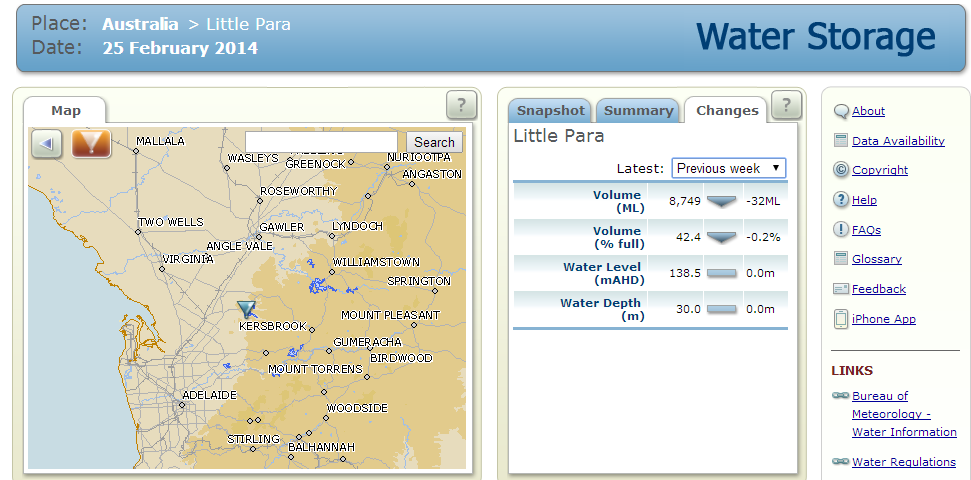 Place: Australia > Little Para
Date: 25 February 2014
Water Storage
Map
?
Search
MALLALA
WASLEYS
GREENOCK
NURIOOTPA
ANGASTON
ROSEWORTHY
TWO WELLS
GAWLER
LYNDOCH
ANGLE VALE
VIRGINIA
WILLIAMSTOWN
SPRINGTON
KERSBROOK
MOUNT PLEASANT
GUMERACHA
BIRDWOOD
MOUNT TORRENS
ADELAIDE
WOODSIDE
STIRLING
BALHANNAH
Snapshot Summary Changes ?
Little Para
Latest: Previous week
Volume
(ML) 8,749 -32ML
Volume
(% full) 42.4 -0.2%
Water Level
(mAHD) 138.5 0.0m
Water Depth
(m) 30.0 0.0m
About
Data Availability
© Copyright
? Help
! FAQs
Glossary
Feedback
iPhone App
LINKS
Bureau of
Meteorology -
Water Information
Water Regulations